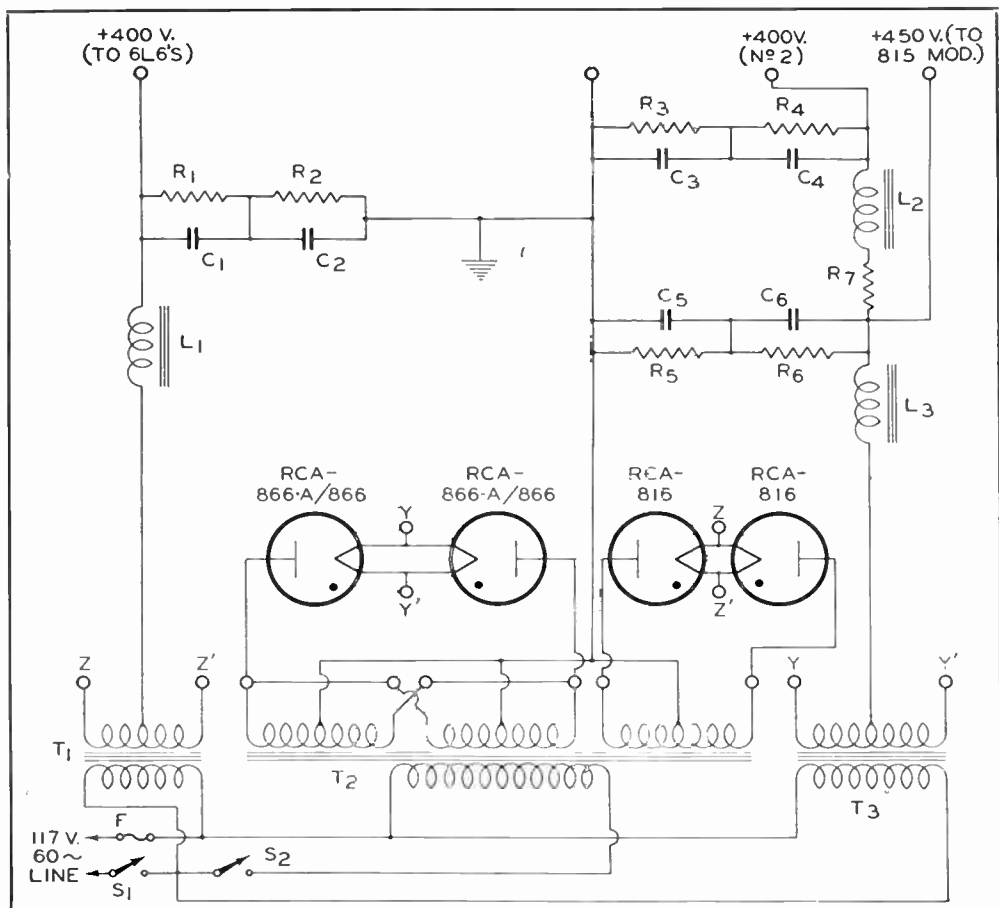 +400 V.
(TO 6L6'S)
+400V.
(Nº2)
+450 V.(TO
815 MOD.)
R3
R4
C3
C4
R1
R2
C1
C2
L2
R7
C5
C6
R5
R6
L1
L3
RCA-
866-A/866
RCA-
866-A/866
RCA-
816
RCA-
816
Y
Y'
Z
Z'
Z
Z'
Y
Y'
T1
T2
T3
F
117 V.
60~
LINE
S1
S2